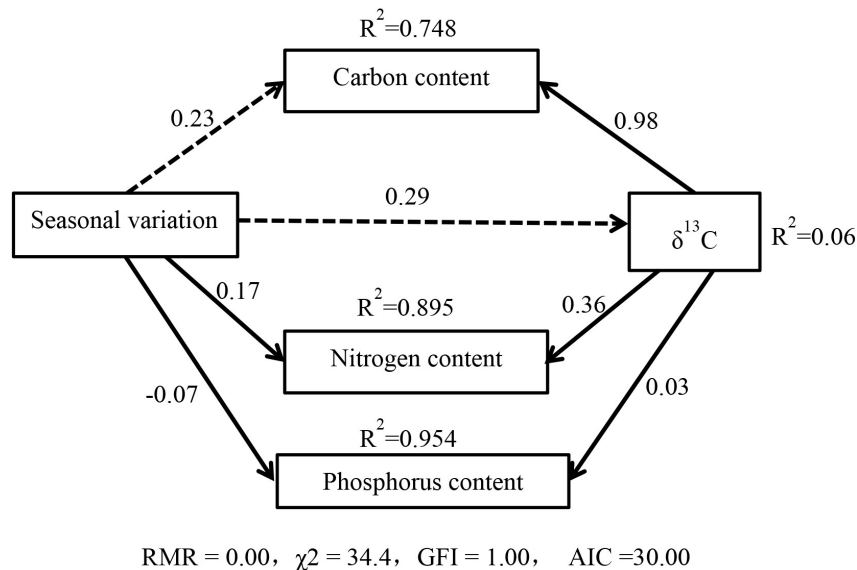 R²=0.748
Carbon content
0.23
0.98
0.29
Seasonal variation
δ¹³C
R²=0.06
0.17
R²=0.895
0.36
Nitrogen content
-0.07
0.03
R²=0.954
Phosphorus content
RMR = 0.00，χ2 = 34.4，GFI = 1.00， AIC =30.00